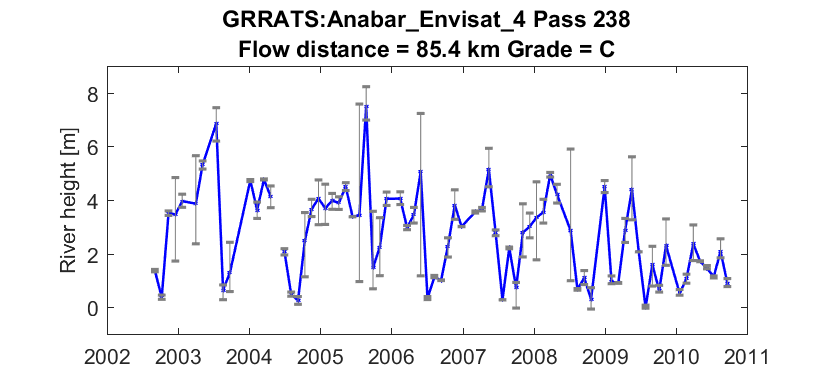 GRRATS:Anabar_Envisat_4 Pass 238
Flow distance = 85.4 km Grade = C
River height [m]
8
6
4
2
0
2002 2003 2004 2005 2006 2007 2008 2009 2010 2011